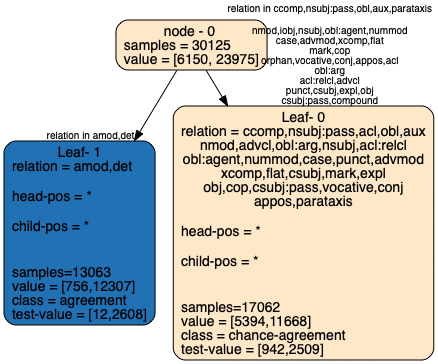 relation in ccomp,nsubj:pass,obl,aux,parataxis
node - 0
samples = 30125
value = [6150, 23975]
nmod,iobj,nsubj,obl:agent,nummod
case,advmod,xcomp,flat
mark,cop
orphan,vocative,conj,appos,acl
obl:arg
acl:relcl,advcl
punct,csubj,expl,obj
csubj:pass,compound
relation in amod,det
Leaf- 1
relation = amod,det
head-pos = *
child-pos = *
samples=13063
value = [756,12307]
class = agreement
test-value = [12,2608]
Leaf- 0
relation = ccomp,nsubj:pass,acl,obl,aux
nmod,advcl,obl:arg,nsubj,acl:relcl
obl:agent,nummod,case,punct,advmod
xcomp,flat,csubj,mark,expl
obj,cop,csubj:pass,vocative,conj
appos,parataxis
head-pos = *
child-pos = *
samples=17062
value = [5394,11668]
class = chance-agreement
test-value = [942,2509]